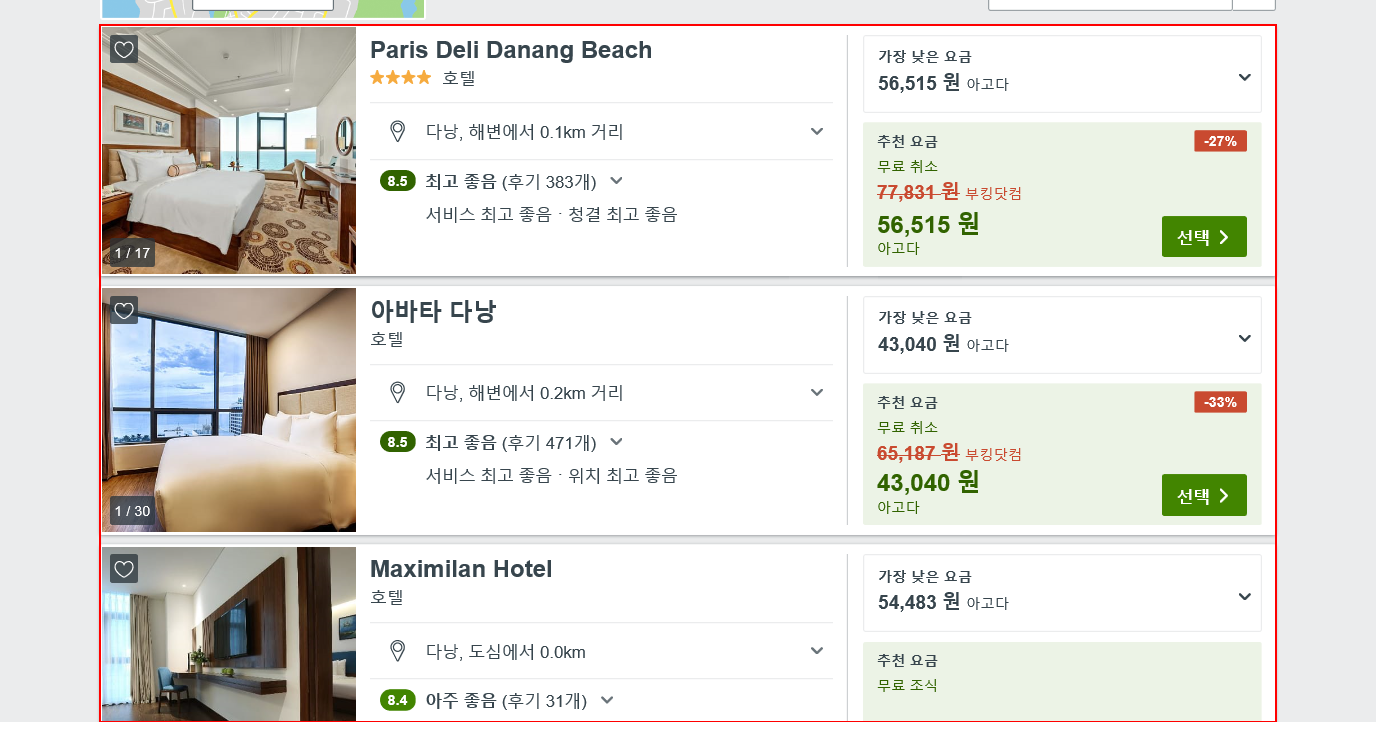 Paris Deli Danang Beach
호텔
다낭, 해변에서 0.1km 거리
8.5 최고 좋음 (후기 383개)
서비스 최고 좋음 · 청결 최고 좋음
1 / 17
가장 낮은 요금
56,515 원 아고다
추천 요금
-27%
무료 취소
77,831 원 부킹닷컴
56,515 원
아고다
선택
아바타 다낭
호텔
다낭, 해변에서 0.2km 거리
8.5 최고 좋음 (후기 471개)
서비스 최고 좋음 · 위치 최고 좋음
1 / 30
가장 낮은 요금
43,040 원 아고다
추천 요금
-33%
무료 취소
65,187 원 부킹닷컴
43,040 원
아고다
선택
Maximilan Hotel
호텔
다낭, 도심에서 0.0km
8.4 아주 좋음 (후기 31개)
가장 낮은 요금
54,483 원 아고다
추천 요금
무료 조식